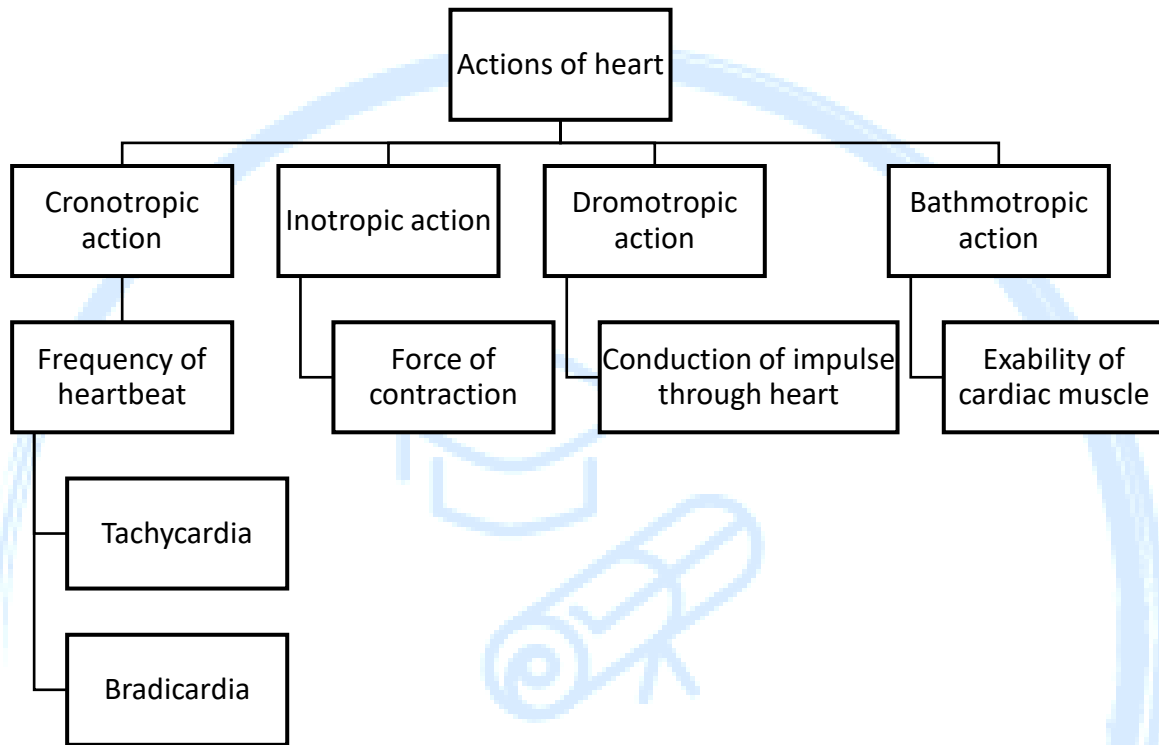 Actions of heart
Cronotropic
action
Inotropic action
Dromotropic
action
Bathmotropic
action
Frequency of
heartbeat
Force of
contraction
Conduction of impulse
through heart
Exability of
cardiac muscle
Tachycardia
Bradicardia